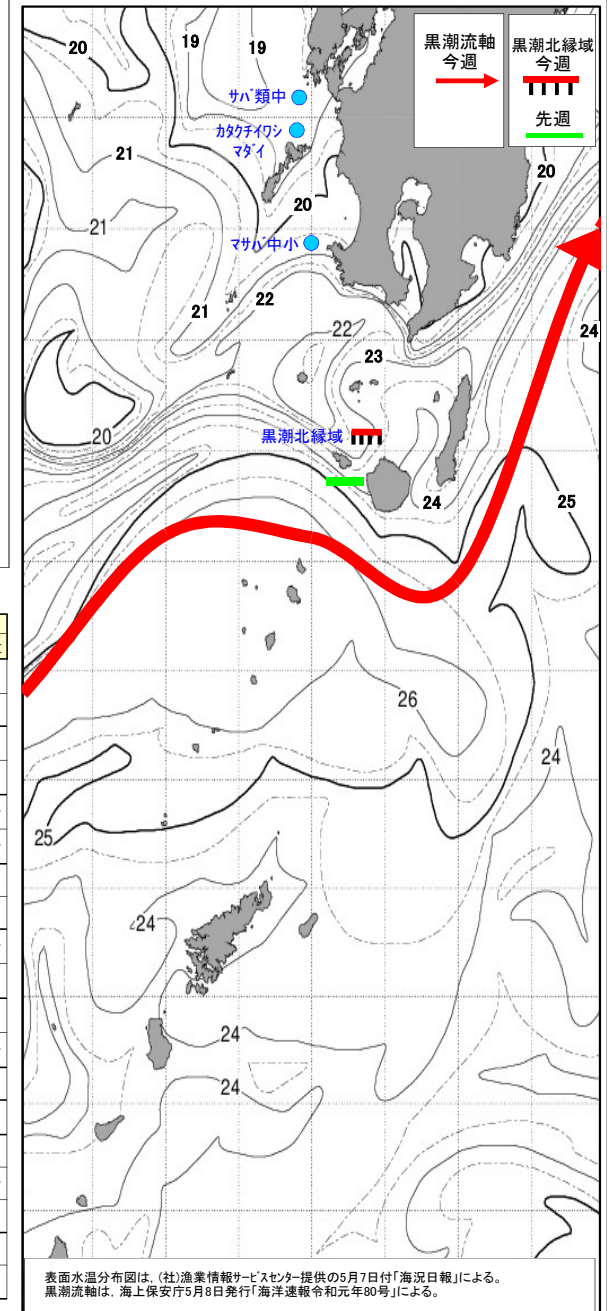 黒潮流軸
今週
黒潮北縁域
今週
先週
20
19
19
サバ類中
カタクチイワシ
マダイ
21
20
20
21
マサバ中小
22
21
22
23
24
黒潮北縁域
20
24
25
26
24
25
24
24
24
表面水温分布図は,(社)漁業情報サービスセンター提供の5月7日付「海況日報」による。
黒潮流軸は,海上保安庁5月8日発行「海洋速報令和元年80号」による。